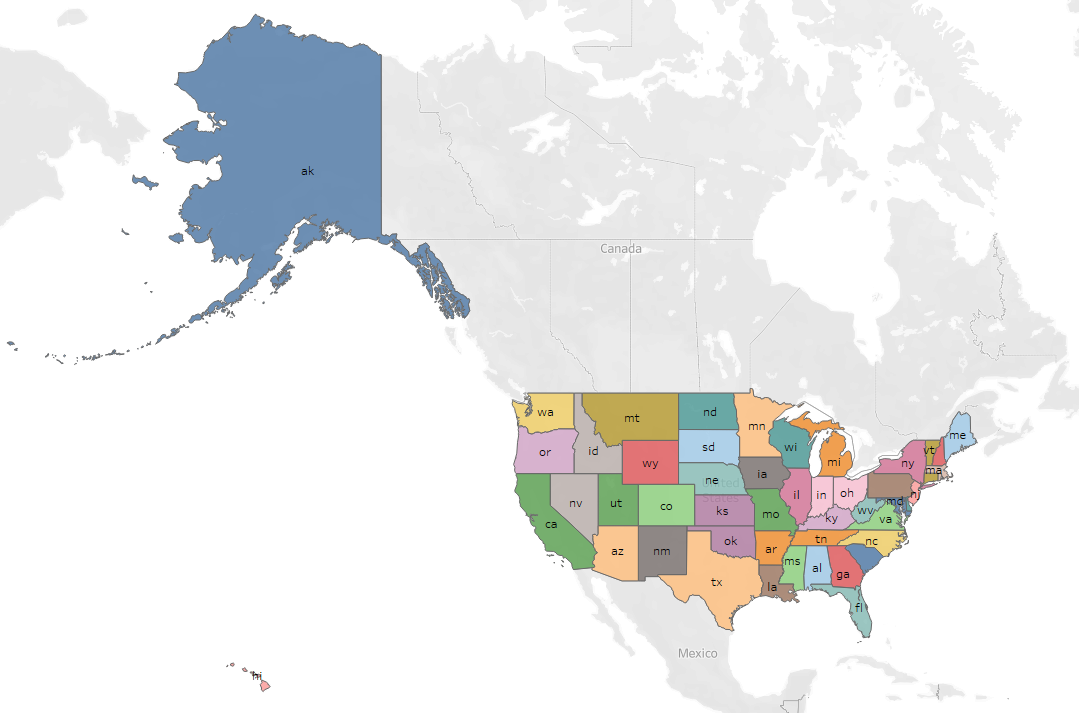 ak
Canada
wa
mt
nd
mn
me
or
id
sd
wi
vt
wy
ia
mi
ny
ma
ne
United
States
nv
ut
co
ks
mo
il
in
oh
nj
md
ca
ky
wv
va
az
nm
ok
ar
tn
nc
tx
la
ms
al
ga
fl
Mexico
hi